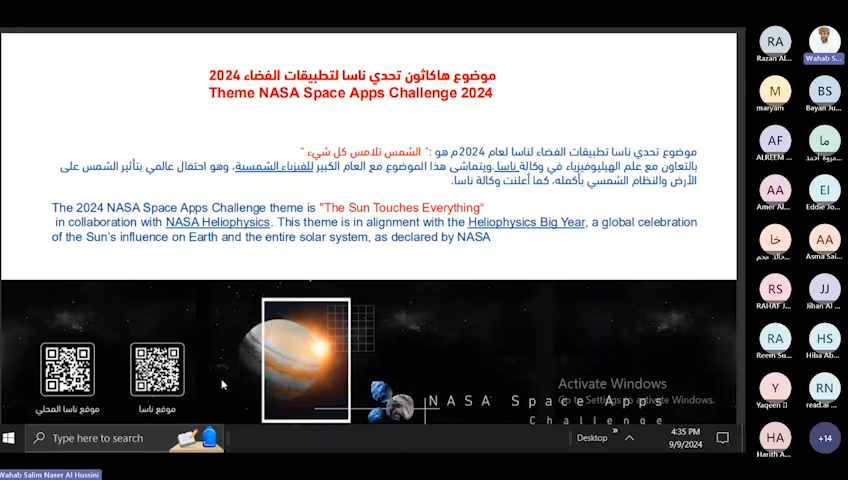 موضوع هاكاثون تحدي ناسا لتطبيقات الفضاء 2024
Theme NASA Space Apps Challenge 2024
موضوع تحدي ناسا تطبيقات الفضاء لناسا لعام 2024م هو :" الشمس تلامس كل شيء "
بالتعاون مع علم الهيليوفيزياء في وكالة ناسا.ويتماشى هذا الموضوع مع العام الكبير للفيزياء الشمسية، وهو احتفال عالمي بتأثير الشمس على
الأرض والنظام الشمسي بأكمله، كما أعلنت وكالة ناسا.
The 2024 NASA Space Apps Challenge theme is "The Sun Touches Everything"
in collaboration with NASA Heliophysics. This theme is in alignment with the Heliophysics Big Year, a global celebration
of the Sun's influence on Earth and the entire solar system, as declared by NASA
موقع ناسا المحلي
موقع ناسا
NASA Space Apps
Challenge
Activate Windows
Go to Settings to activate Windows.
Type here to search
Desktop
4:35 PM
9/9/2024
Wahab Salim Naser Al Hussini
RA
Razan Al...
Wahab S...
M
maryam
BS
Bayan Ju...
AF
ALREEM ...
ما
مروة احمد
AA
Amer Al...
EI
Eddie Jo...
خا
خالد محم...
AA
Asma Sai...
RS
RAHAF J...
JJ
Jihan Al ...
RA
Reem Su...
HS
Hiba Ab...
Y
Yaqeen
RN
read.ai ...
HA
Harith A...
+14